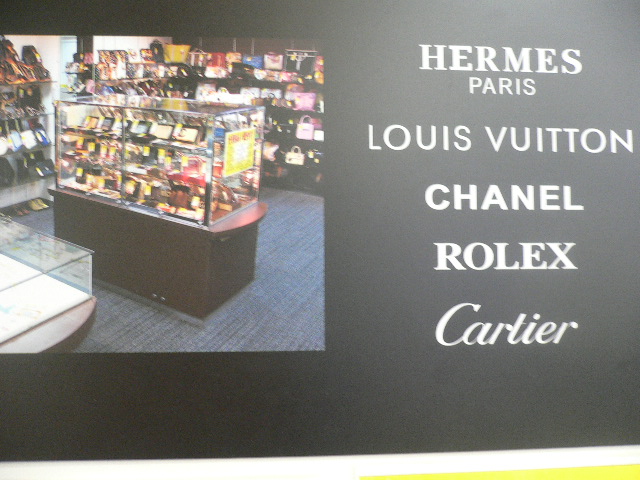 HERMES
PARIS
LOUIS VUITTON
CHANEL
ROLEX
Cartier